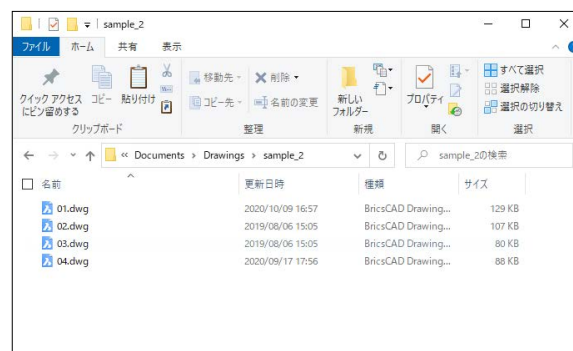 sample_2
ファイル ホーム 共有 表示
クイック アクセスにピン留めする コピー 貼り付け 移動先 削除 コピー先 名前の変更 新しいフォルダー プロパティ すべて選択 選択解除 選択の切り替え
クリップボード 整理 新規 開く 選択
« Documents › Drawings › sample_2 sample_2の検索
名前 更新日時 種類 サイズ
01.dwg 2020/10/09 16:57 BricsCAD Drawing... 129 KB
02.dwg 2019/08/06 15:05 BricsCAD Drawing... 107 KB
03.dwg 2019/08/06 15:05 BricsCAD Drawing... 80 KB
04.dwg 2020/09/17 17:56 BricsCAD Drawing... 88 KB